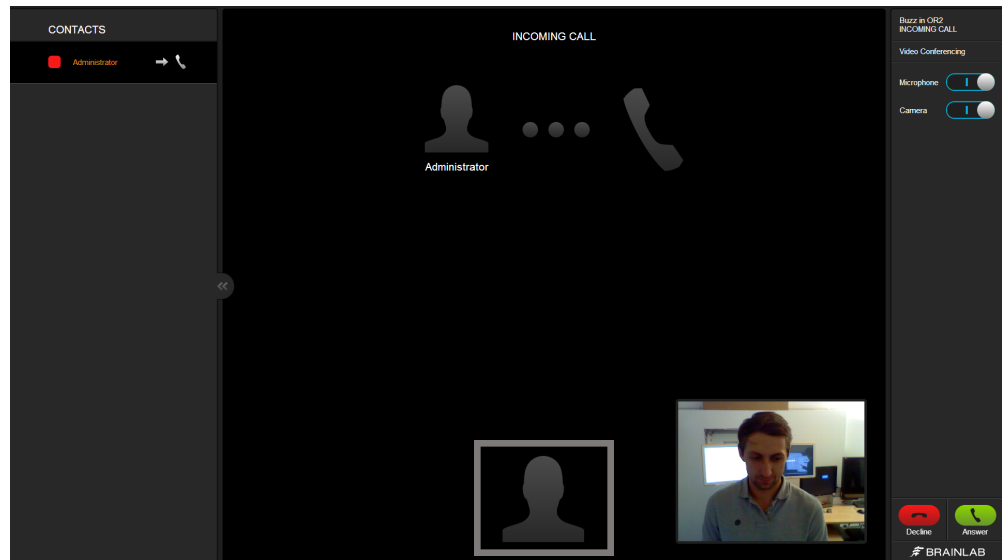 CONTACTS
Administrator
INCOMING CALL
Administrator
Buzz in OR2
INCOMING CALL
Video Conferencing
Microphone
Camera
Decline
Answer
BRAINLAB